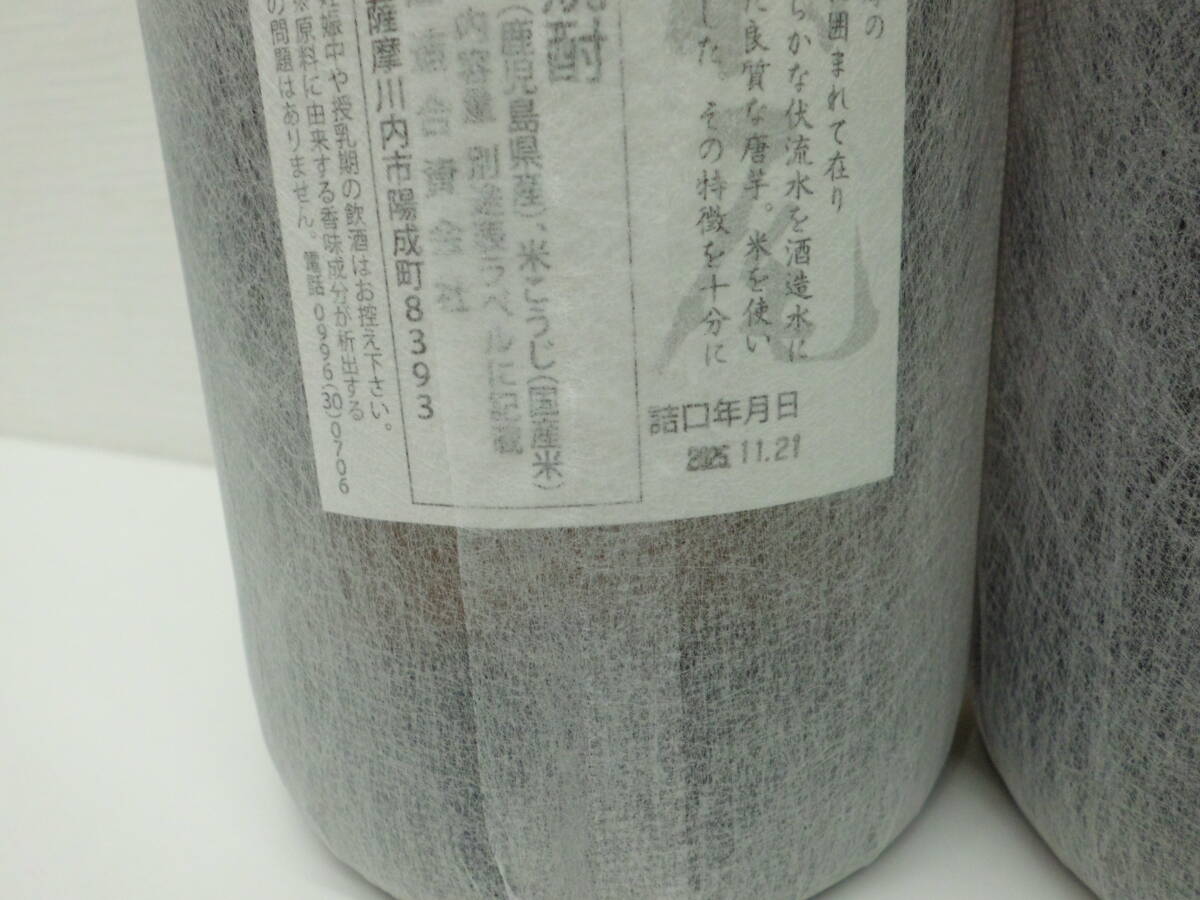 囲まれて在り
らかな伏流水を酒造水に
た良質な唐芋。米を使い
した。その特徴を十分に
詰口年月日
2025.11.21
焼酎
(鹿児島県産)、米こうじ(国産米)
内容量 別途裏ラベルに記載
合資会社
薩摩川内市陽成町8393
妊娠中や授乳期の飲酒はお控え下さい。
原料に由来する香味成分が析出する
の問題はありません。電話0996(30)0706